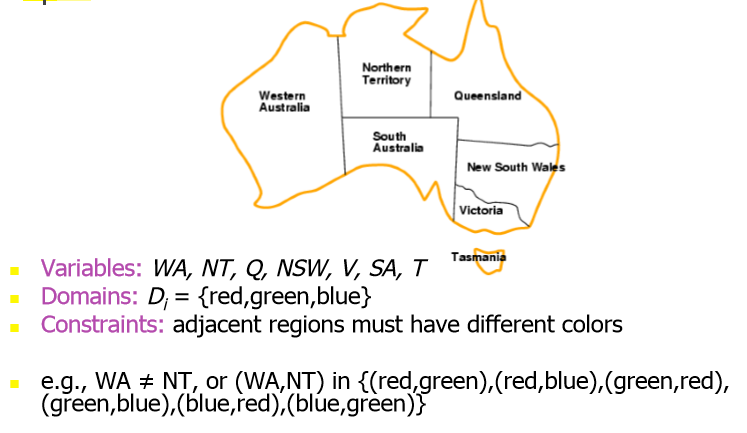 Northern
Territory
Western
Australia
Queensland
South
Australia
New South Wales
Victoria
Tasmania
Variables: WA, NT, Q, NSW, V, SA, T
Domains: Di = {red,green,blue}
Constraints: adjacent regions must have different colors
e.g., WA ≠ NT, or (WA,NT) in {(red,green),(red,blue),(green,red),
(green,blue),(blue,red),(blue,green)}